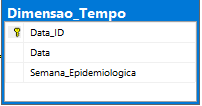 Dimensao_Tempo
Data_ID
Data
Semana_Epidemiologica